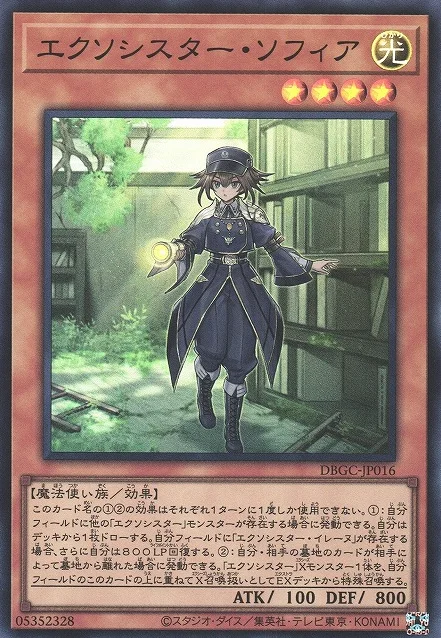 エクソシスター・ソフィア
光
DBGC-JP016
【魔法使い族／効果】
このカード名の①②の効果はそれぞれ1ターンに1度しか使用できない。①：自分
フィールドに他の「エクソシスター」モンスターが存在する場合に発動できる。自分は
デッキから1枚ドローする。自分フィールドに「エクソシスター・イレーヌ」が存在する
場合、さらに自分は８００LP回復する。②：自分・相手の墓地のカードが相手に
よって墓地から離れた場合に発動できる。「エクソシスター」Xモンスター1体を、自分
フィールドのこのカードの上に重ねてX召喚扱いとしてEXデッキから特殊召喚する。
ATK/ 100 DEF/ 800
05352328
©スタジオ・ダイス／集英社・テレビ東京・KONAMI